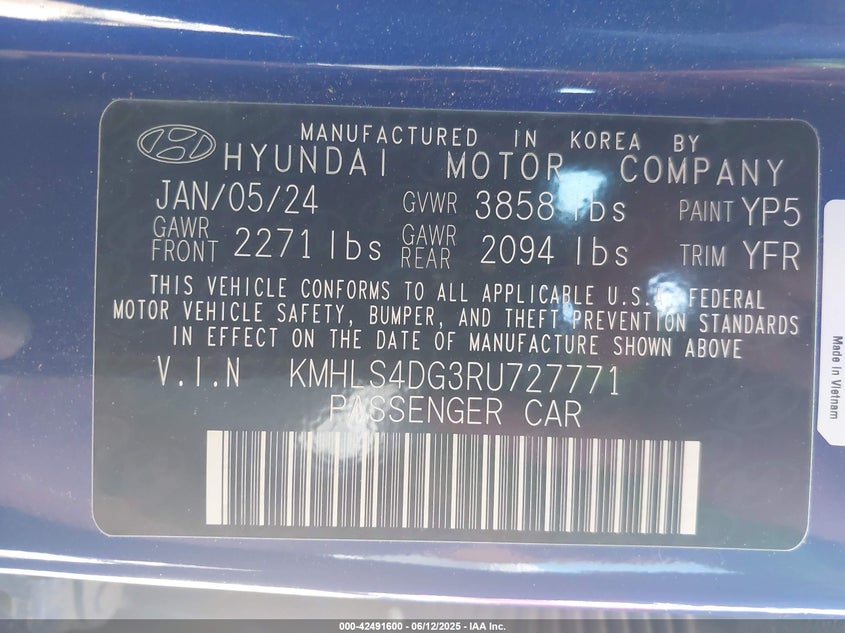 MANUFACTURED IN KOREA BY
HYUNDAI MOTOR COMPANY
JAN/05/24 GVWR 3858 lbs PAINT YP5
GAWR FRONT 2271 lbs GAWR REAR 2094 lbs TRIM YFR
THIS VEHICLE CONFORMS TO ALL APPLICABLE U.S. FEDERAL
MOTOR VEHICLE SAFETY, BUMPER, AND THEFT PREVENTION STANDARDS
IN EFFECT ON THE DATE OF MANUFACTURE SHOWN ABOVE
V.I.N KMHLS4DG3RU727771
PASSENGER CAR
Made in Vietnam
000-42491600 - 06/12/2025 - IAA Inc.